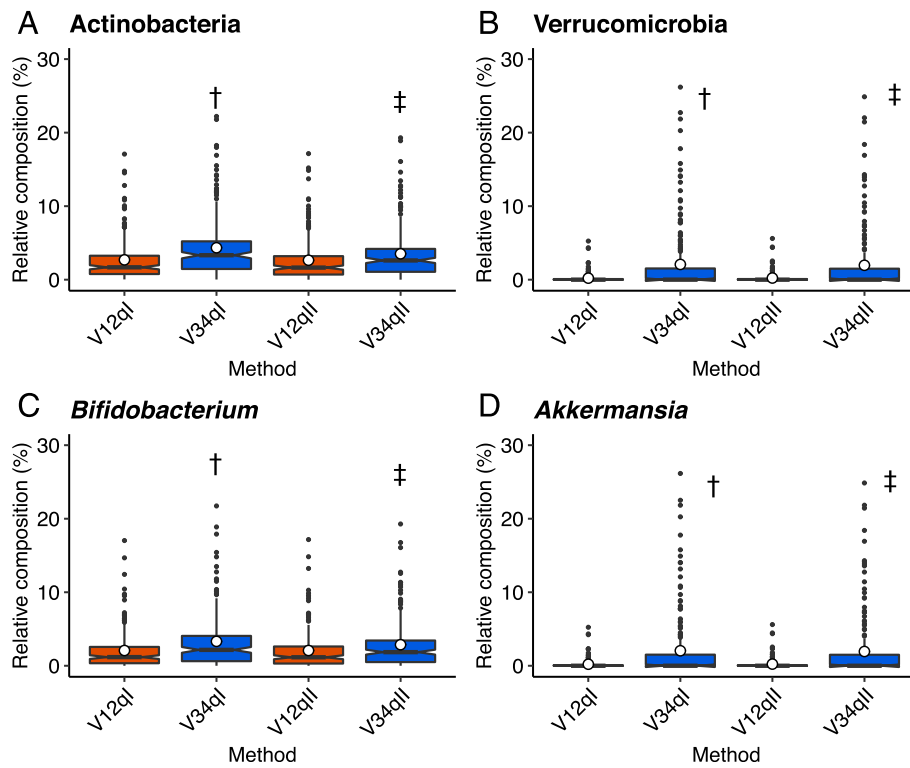 A Actinobacteria
Relative composition (%)
30
20
10
0
†
‡
V12qI
V34qI
V12qII
V34qII
Method
B Verrucomicrobia
Relative composition (%)
30
20
10
0
†
‡
V12qI
V34qI
V12qII
V34qII
Method
C Bifidobacterium
Relative composition (%)
30
20
10
0
†
‡
V12qI
V34qI
V12qII
V34qII
Method
D Akkermansia
Relative composition (%)
30
20
10
0
†
‡
V12qI
V34qI
V12qII
V34qII
Method